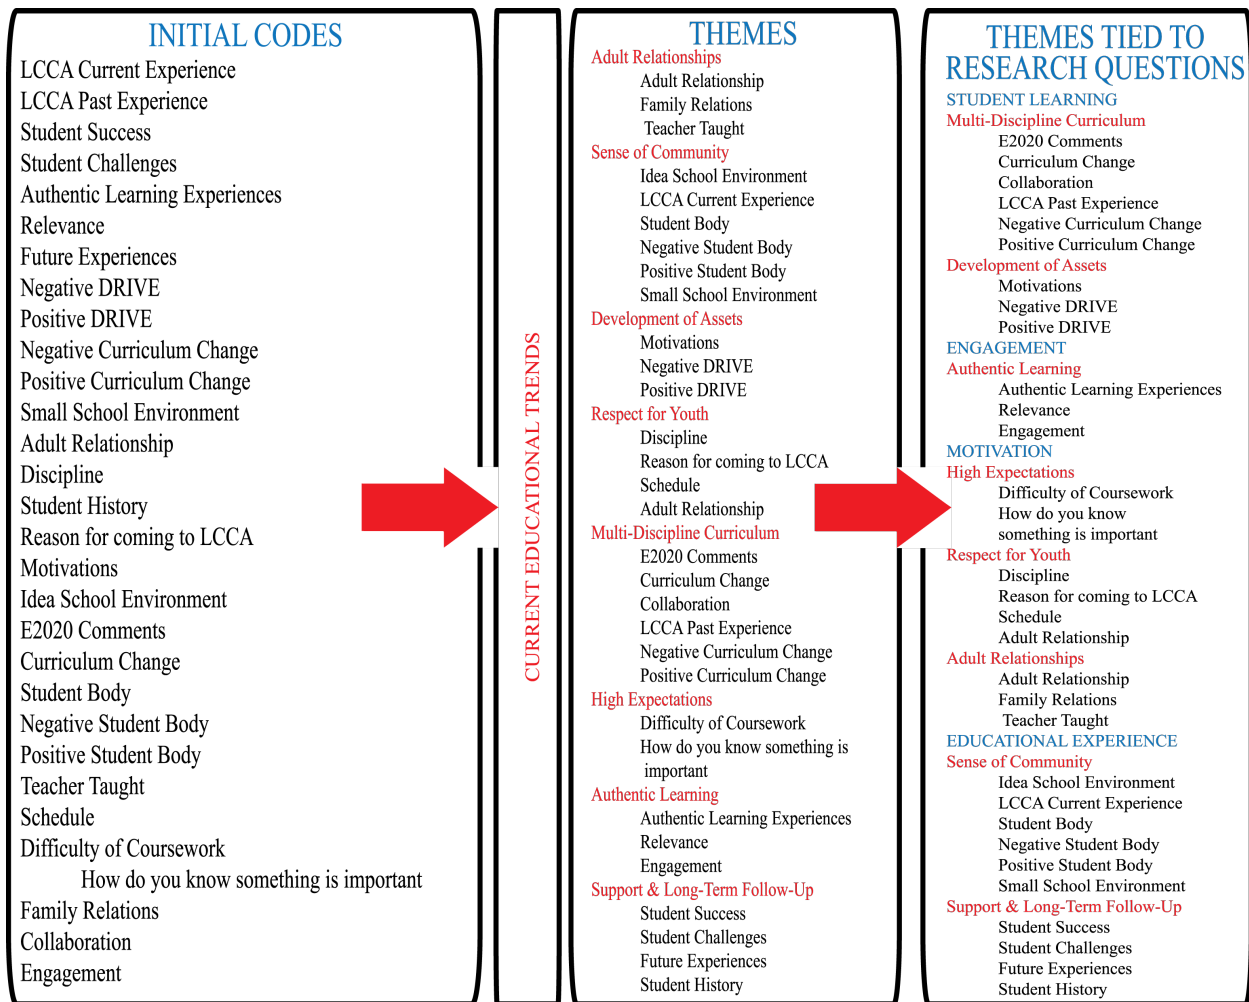 INITIAL CODES
LCCA Current Experience
LCCA Past Experience
Student Success
Student Challenges
Authentic Learning Experiences
Relevance
Future Experiences
Negative DRIVE
Positive DRIVE
Negative Curriculum Change
Positive Curriculum Change
Small School Environment
Adult Relationship
Discipline
Student History
Reason for coming to LCCA
Motivations
Idea School Environment
E2020 Comments
Curriculum Change
Student Body
Negative Student Body
Positive Student Body
Teacher Taught
Schedule
Difficulty of Coursework
How do you know something is important
Family Relations
Collaboration
Engagement
CURRENT EDUCATIONAL TRENDS
THEMES
Adult Relationships
Adult Relationship
Family Relations
Teacher Taught
Sense of Community
Idea School Environment
LCCA Current Experience
Student Body
Negative Student Body
Positive Student Body
Small School Environment
Development of Assets
Motivations
Negative DRIVE
Positive DRIVE
Respect for Youth
Discipline
Reason for coming to LCCA
Schedule
Adult Relationship
Multi-Discipline Curriculum
E2020 Comments
Curriculum Change
Collaboration
LCCA Past Experience
Negative Curriculum Change
Positive Curriculum Change
High Expectations
Difficulty of Coursework
How do you know something is
important
Authentic Learning
Authentic Learning Experiences
Relevance
Engagement
Support & Long-Term Follow-Up
Student Success
Student Challenges
Future Experiences
Student History
THEMES TIED TO
RESEARCH QUESTIONS
STUDENT LEARNING
Multi-Discipline Curriculum
E2020 Comments
Curriculum Change
Collaboration
LCCA Past Experience
Negative Curriculum Change
Positive Curriculum Change
Development of Assets
Motivations
Negative DRIVE
Positive DRIVE
ENGAGEMENT
Authentic Learning
Authentic Learning Experiences
Relevance
Engagement
MOTIVATION
High Expectations
Difficulty of Coursework
How do you know
something is important
Respect for Youth
Discipline
Reason for coming to LCCA
Schedule
Adult Relationship
Adult Relationships
Adult Relationship
Family Relations
Teacher Taught
EDUCATIONAL EXPERIENCE
Sense of Community
Idea School Environment
LCCA Current Experience
Student Body
Negative Student Body
Positive Student Body
Small School Environment
Support & Long-Term Follow-Up
Student Success
Student Challenges
Future Experiences
Student History